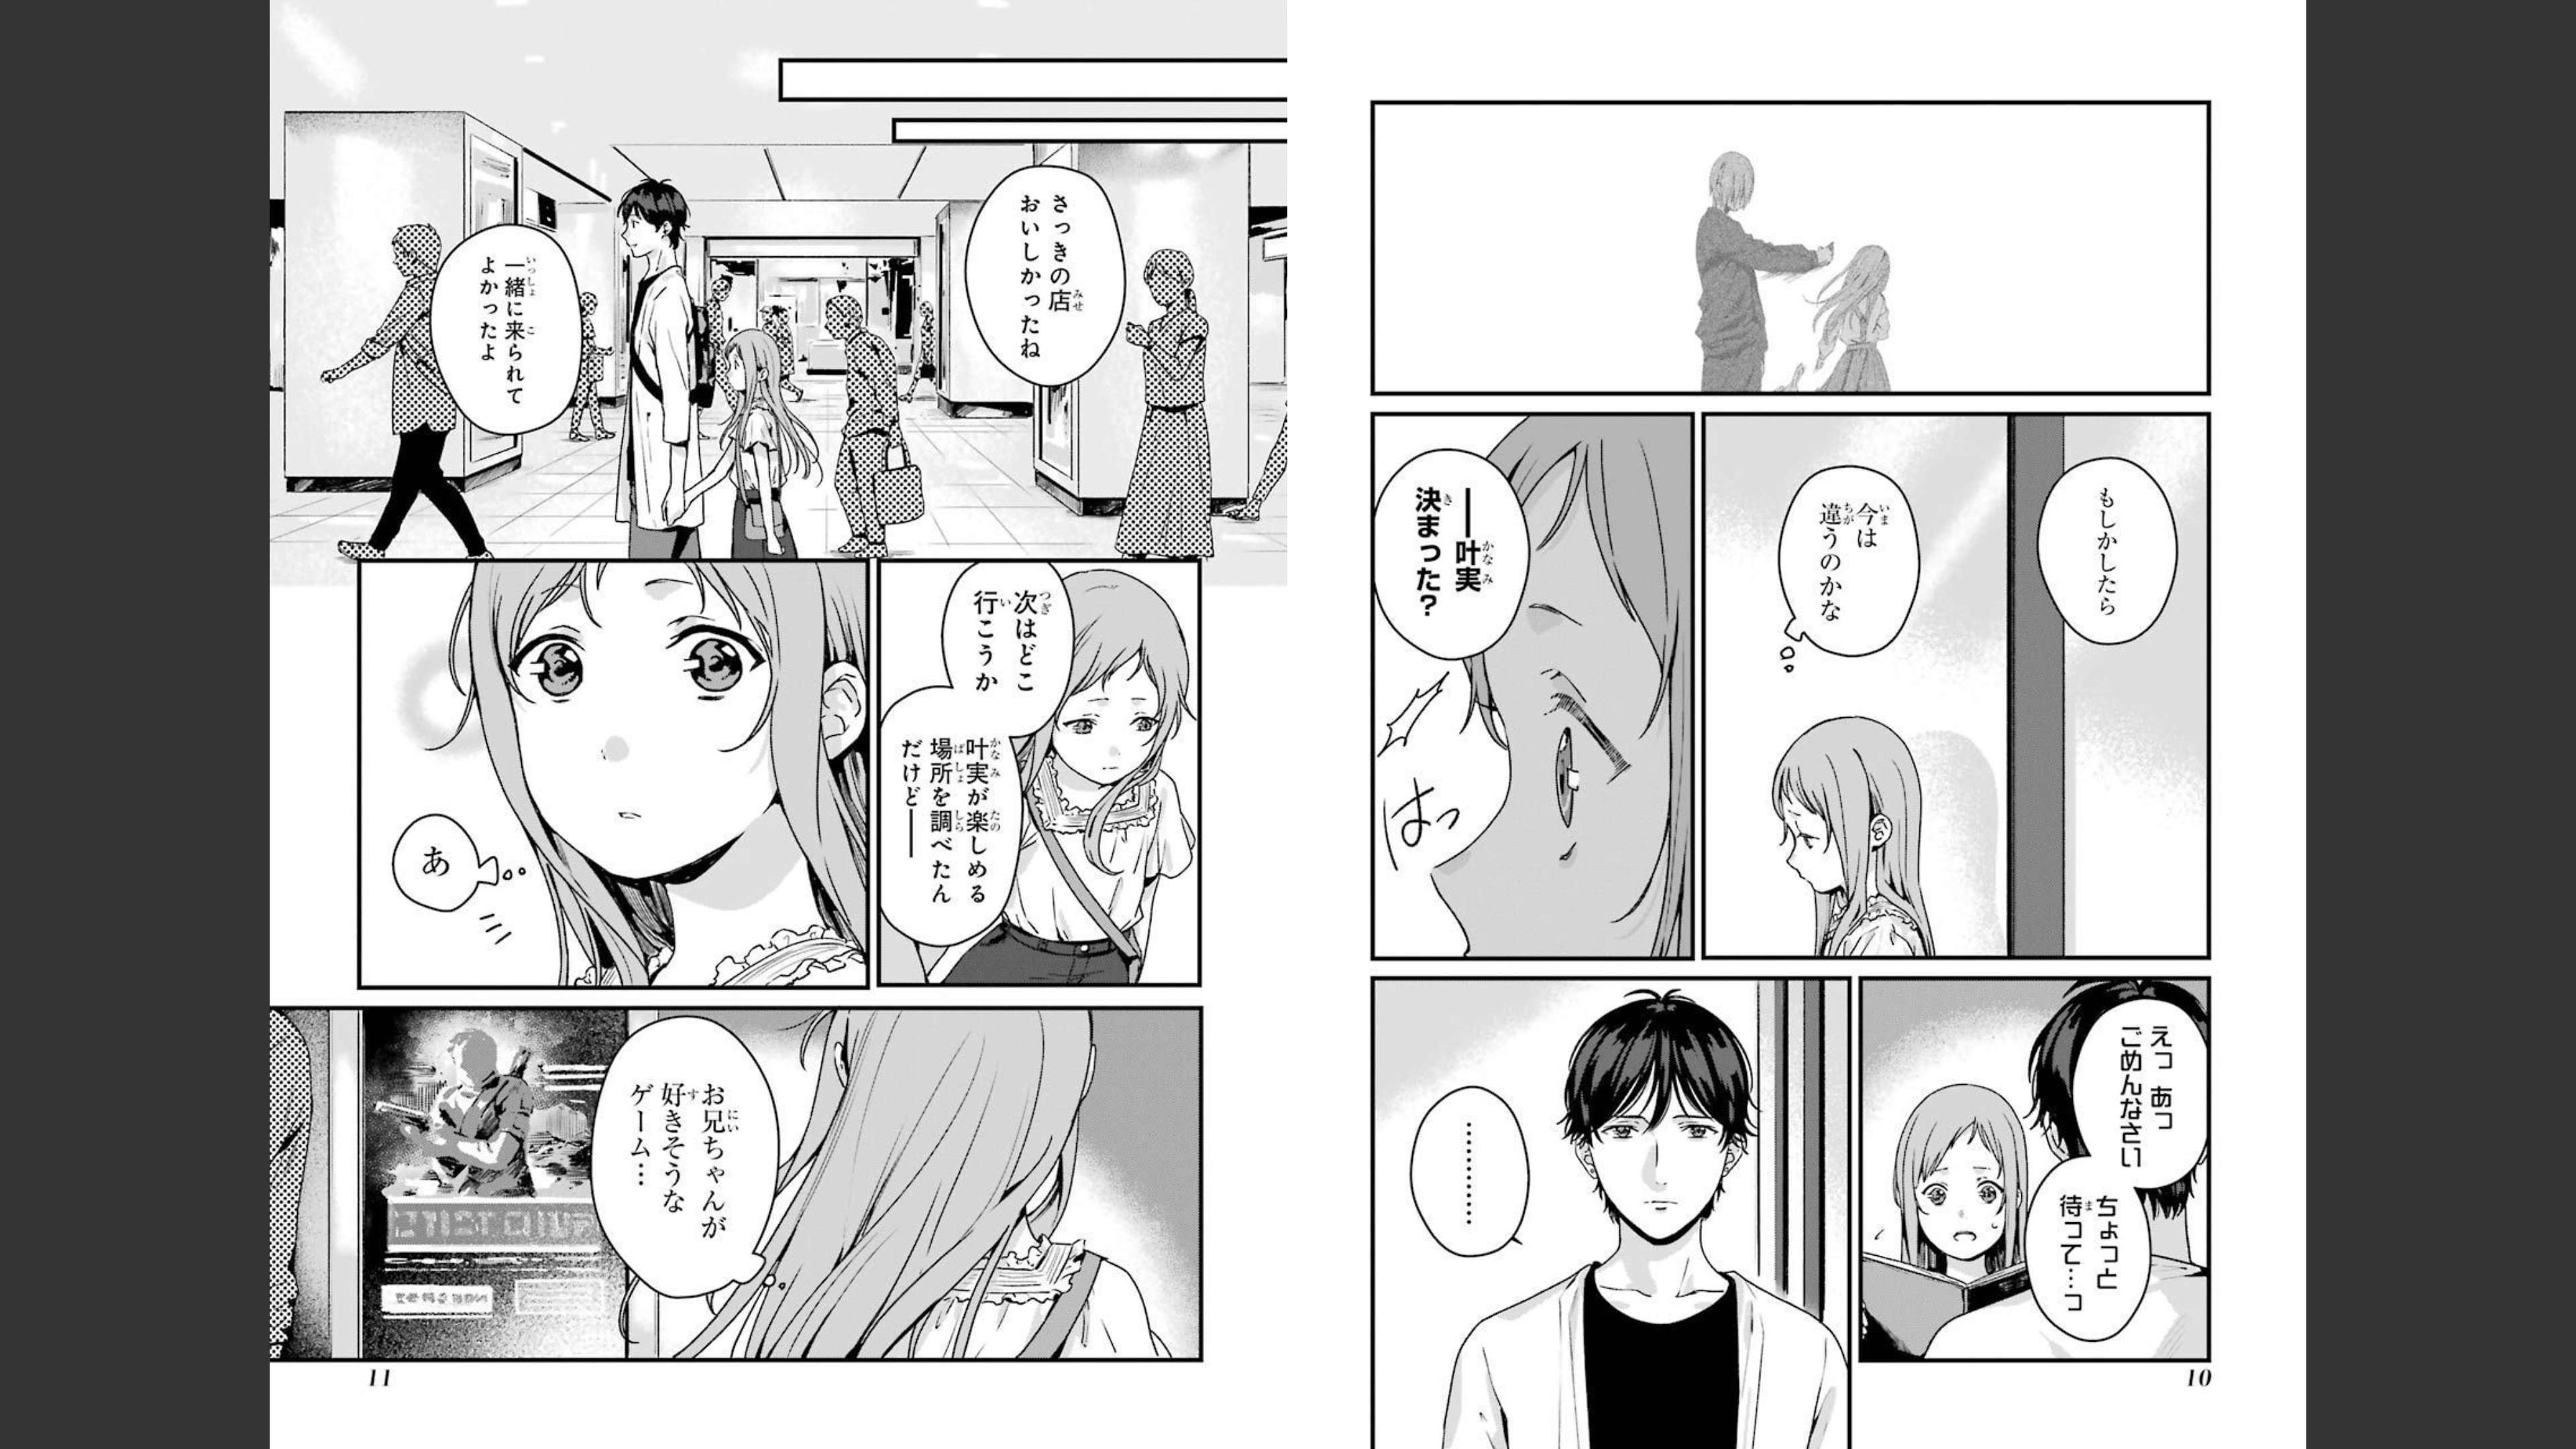 もしかしたら
今は
違うのかな
――叶実
決まった？
はっ
えっ あっ
ごめんなさい
ちょっと
待って…っ
…………
10
さっきの店
おいしかったね
一緒に来られて
よかったよ
次はどこ
行こうか
叶実が楽しめる
場所を調べたん
だけど――
あ
お兄ちゃんが
好きそうな
ゲーム…
11